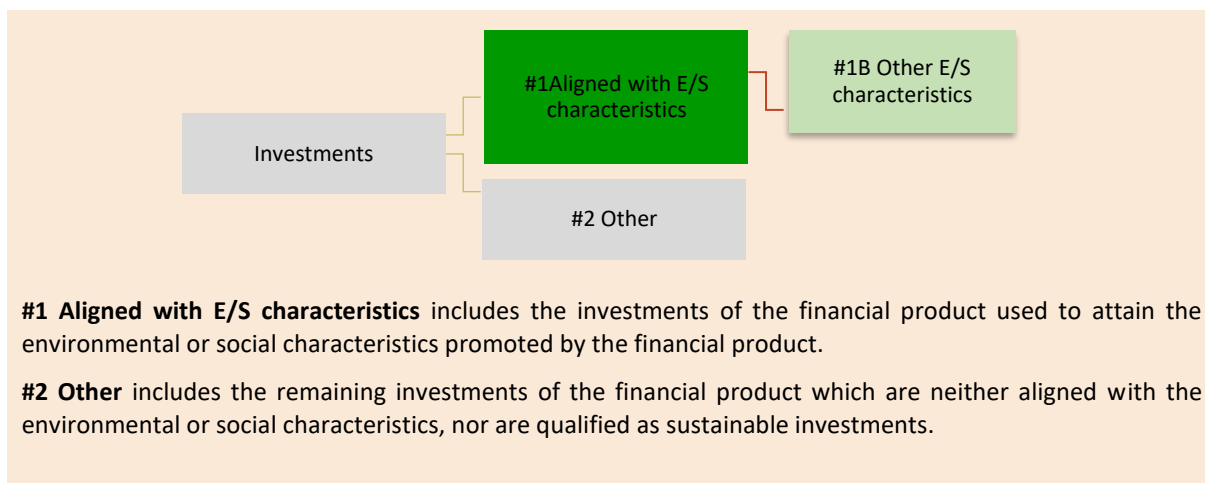 #1Aligned with E/S
characteristics
#1B Other E/S
characteristics
Investments
#2 Other
#1 Aligned with E/S characteristics includes the investments of the financial product used to attain the
environmental or social characteristics promoted by the financial product.
#2 Other includes the remaining investments of the financial product which are neither aligned with the
environmental or social characteristics, nor are qualified as sustainable investments.